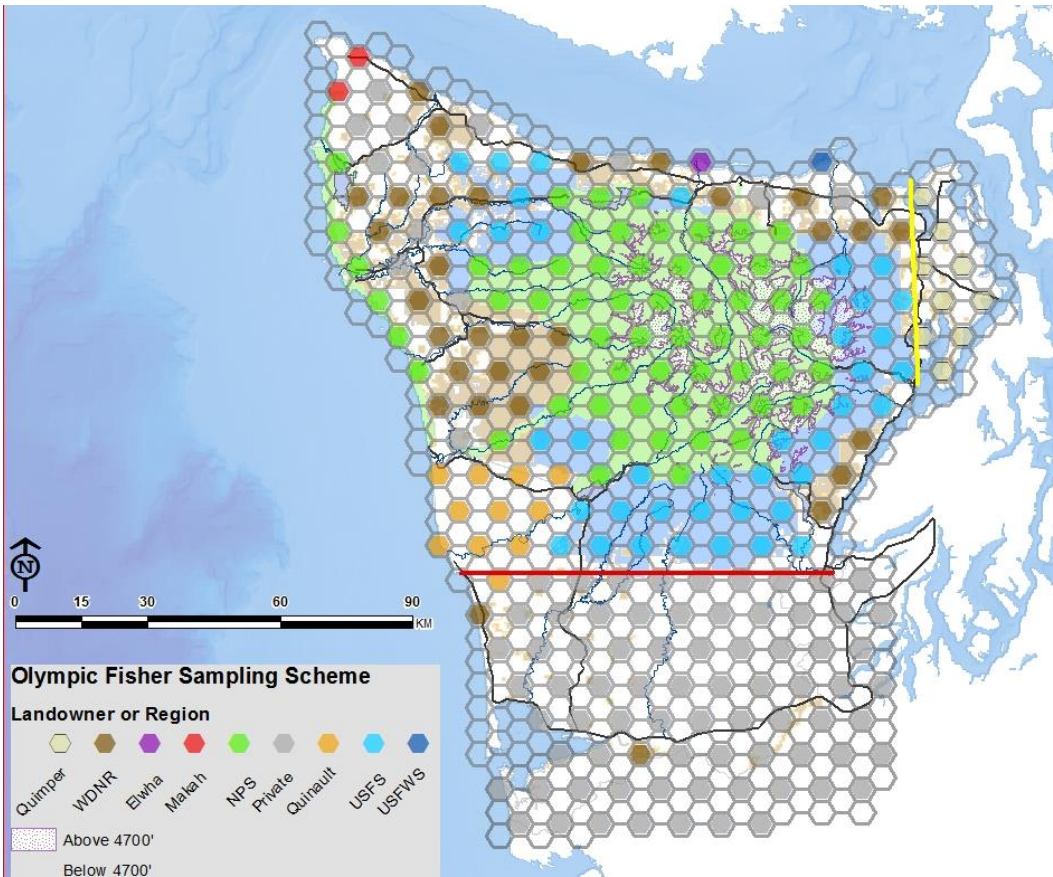 N
0 15 30 60 90
KM
Olympic Fisher Sampling Scheme
Landowner or Region
Quimper WDNR Elwha Makah NPS Private Quinault USFS USFWS
Above 4700'
Below 4700'